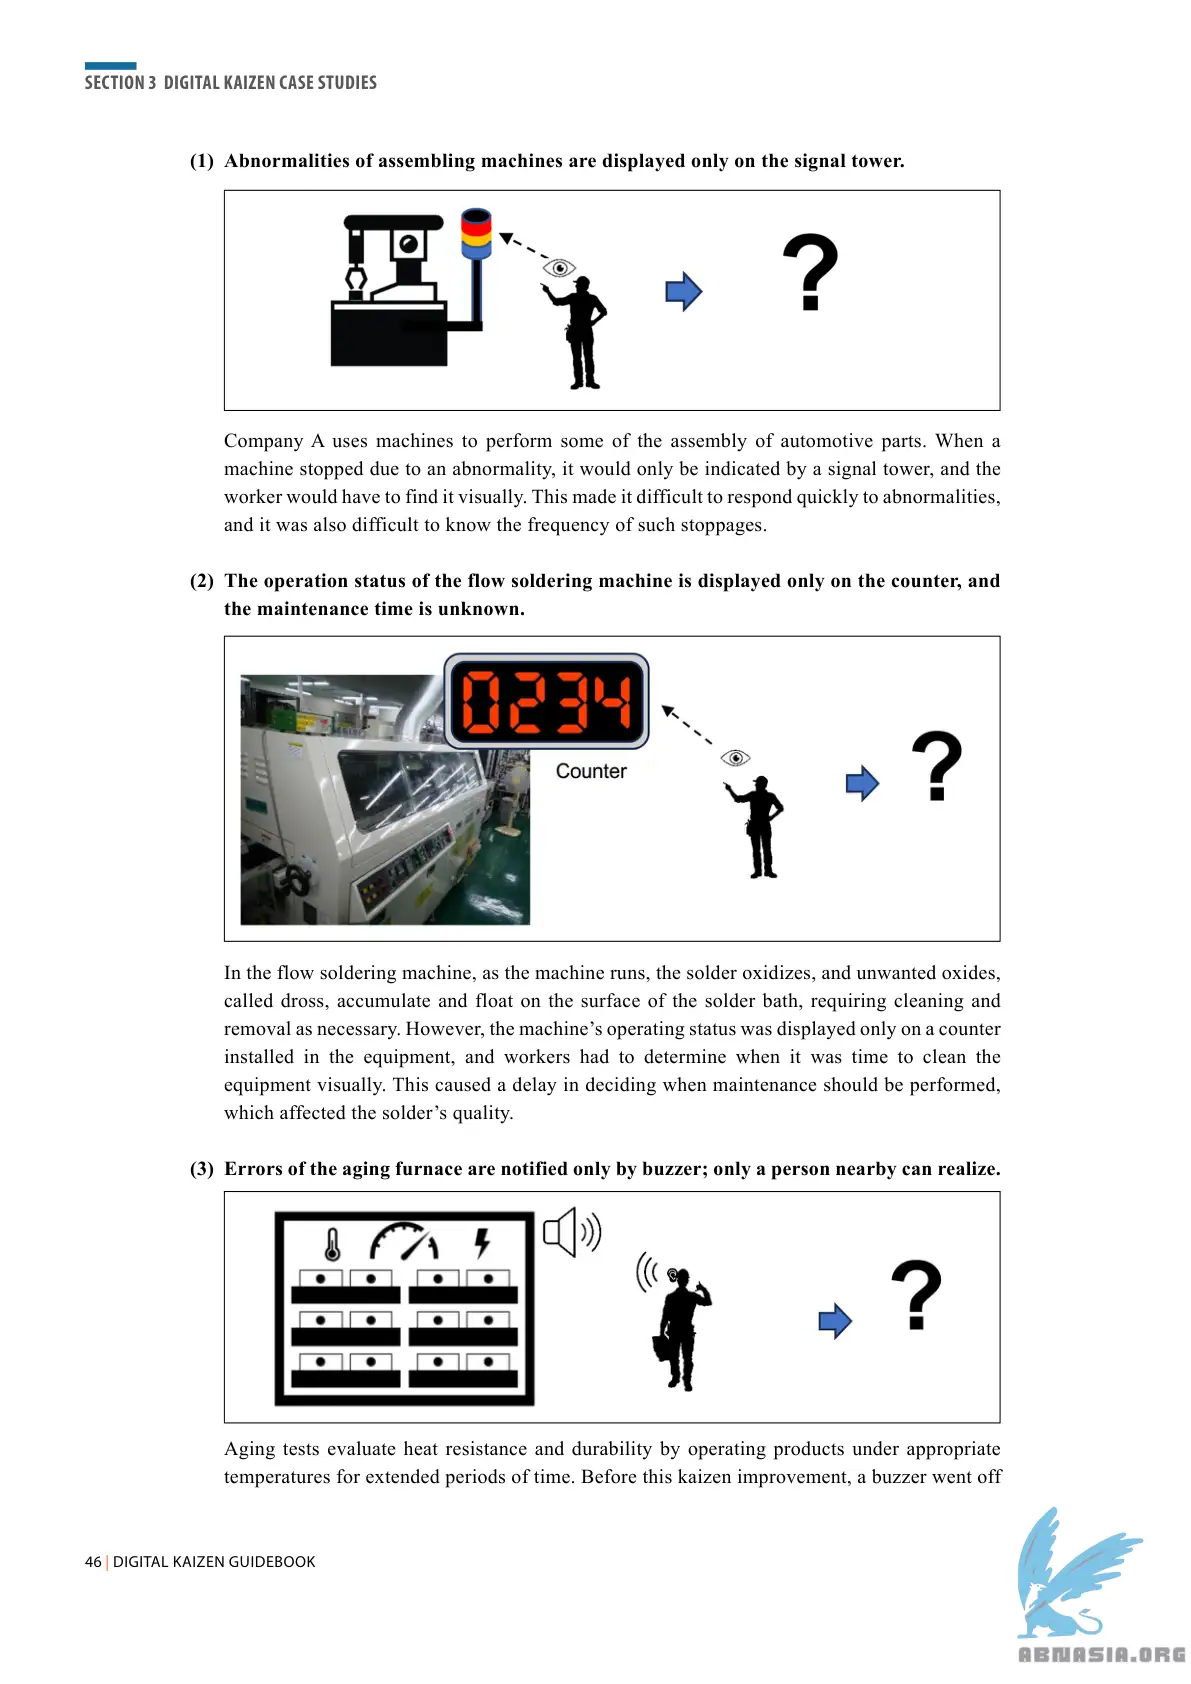 SECTION 3 DIGITAL KAIZEN CASE STUDIES
(1) Abnormalities of assembling machines are displayed only on the signal tower.
?
Company A uses machines to perform some of the assembly of automotive parts. When a
machine stopped due to an abnormality, it would only be indicated by a signal tower, and the
worker would have to find it visually. This made it difficult to respond quickly to abnormalities,
and it was also difficult to know the frequency of such stoppages.
(2) The operation status of the flow soldering machine is displayed only on the counter, and
the maintenance time is unknown.
0234
Counter
?
In the flow soldering machine, as the machine runs, the solder oxidizes, and unwanted oxides,
called dross, accumulate and float on the surface of the solder bath, requiring cleaning and
removal as necessary. However, the machine’s operating status was displayed only on a counter
installed in the equipment, and workers had to determine when it was time to clean the
equipment visually. This caused a delay in deciding when maintenance should be performed,
which affected the solder’s quality.
(3) Errors of the aging furnace are notified only by buzzer; only a person nearby can realize.
?
Aging tests evaluate heat resistance and durability by operating products under appropriate
temperatures for extended periods of time. Before this kaizen improvement, a buzzer went off
46 | DIGITAL KAIZEN GUIDEBOOK
ABNASIA.ORG